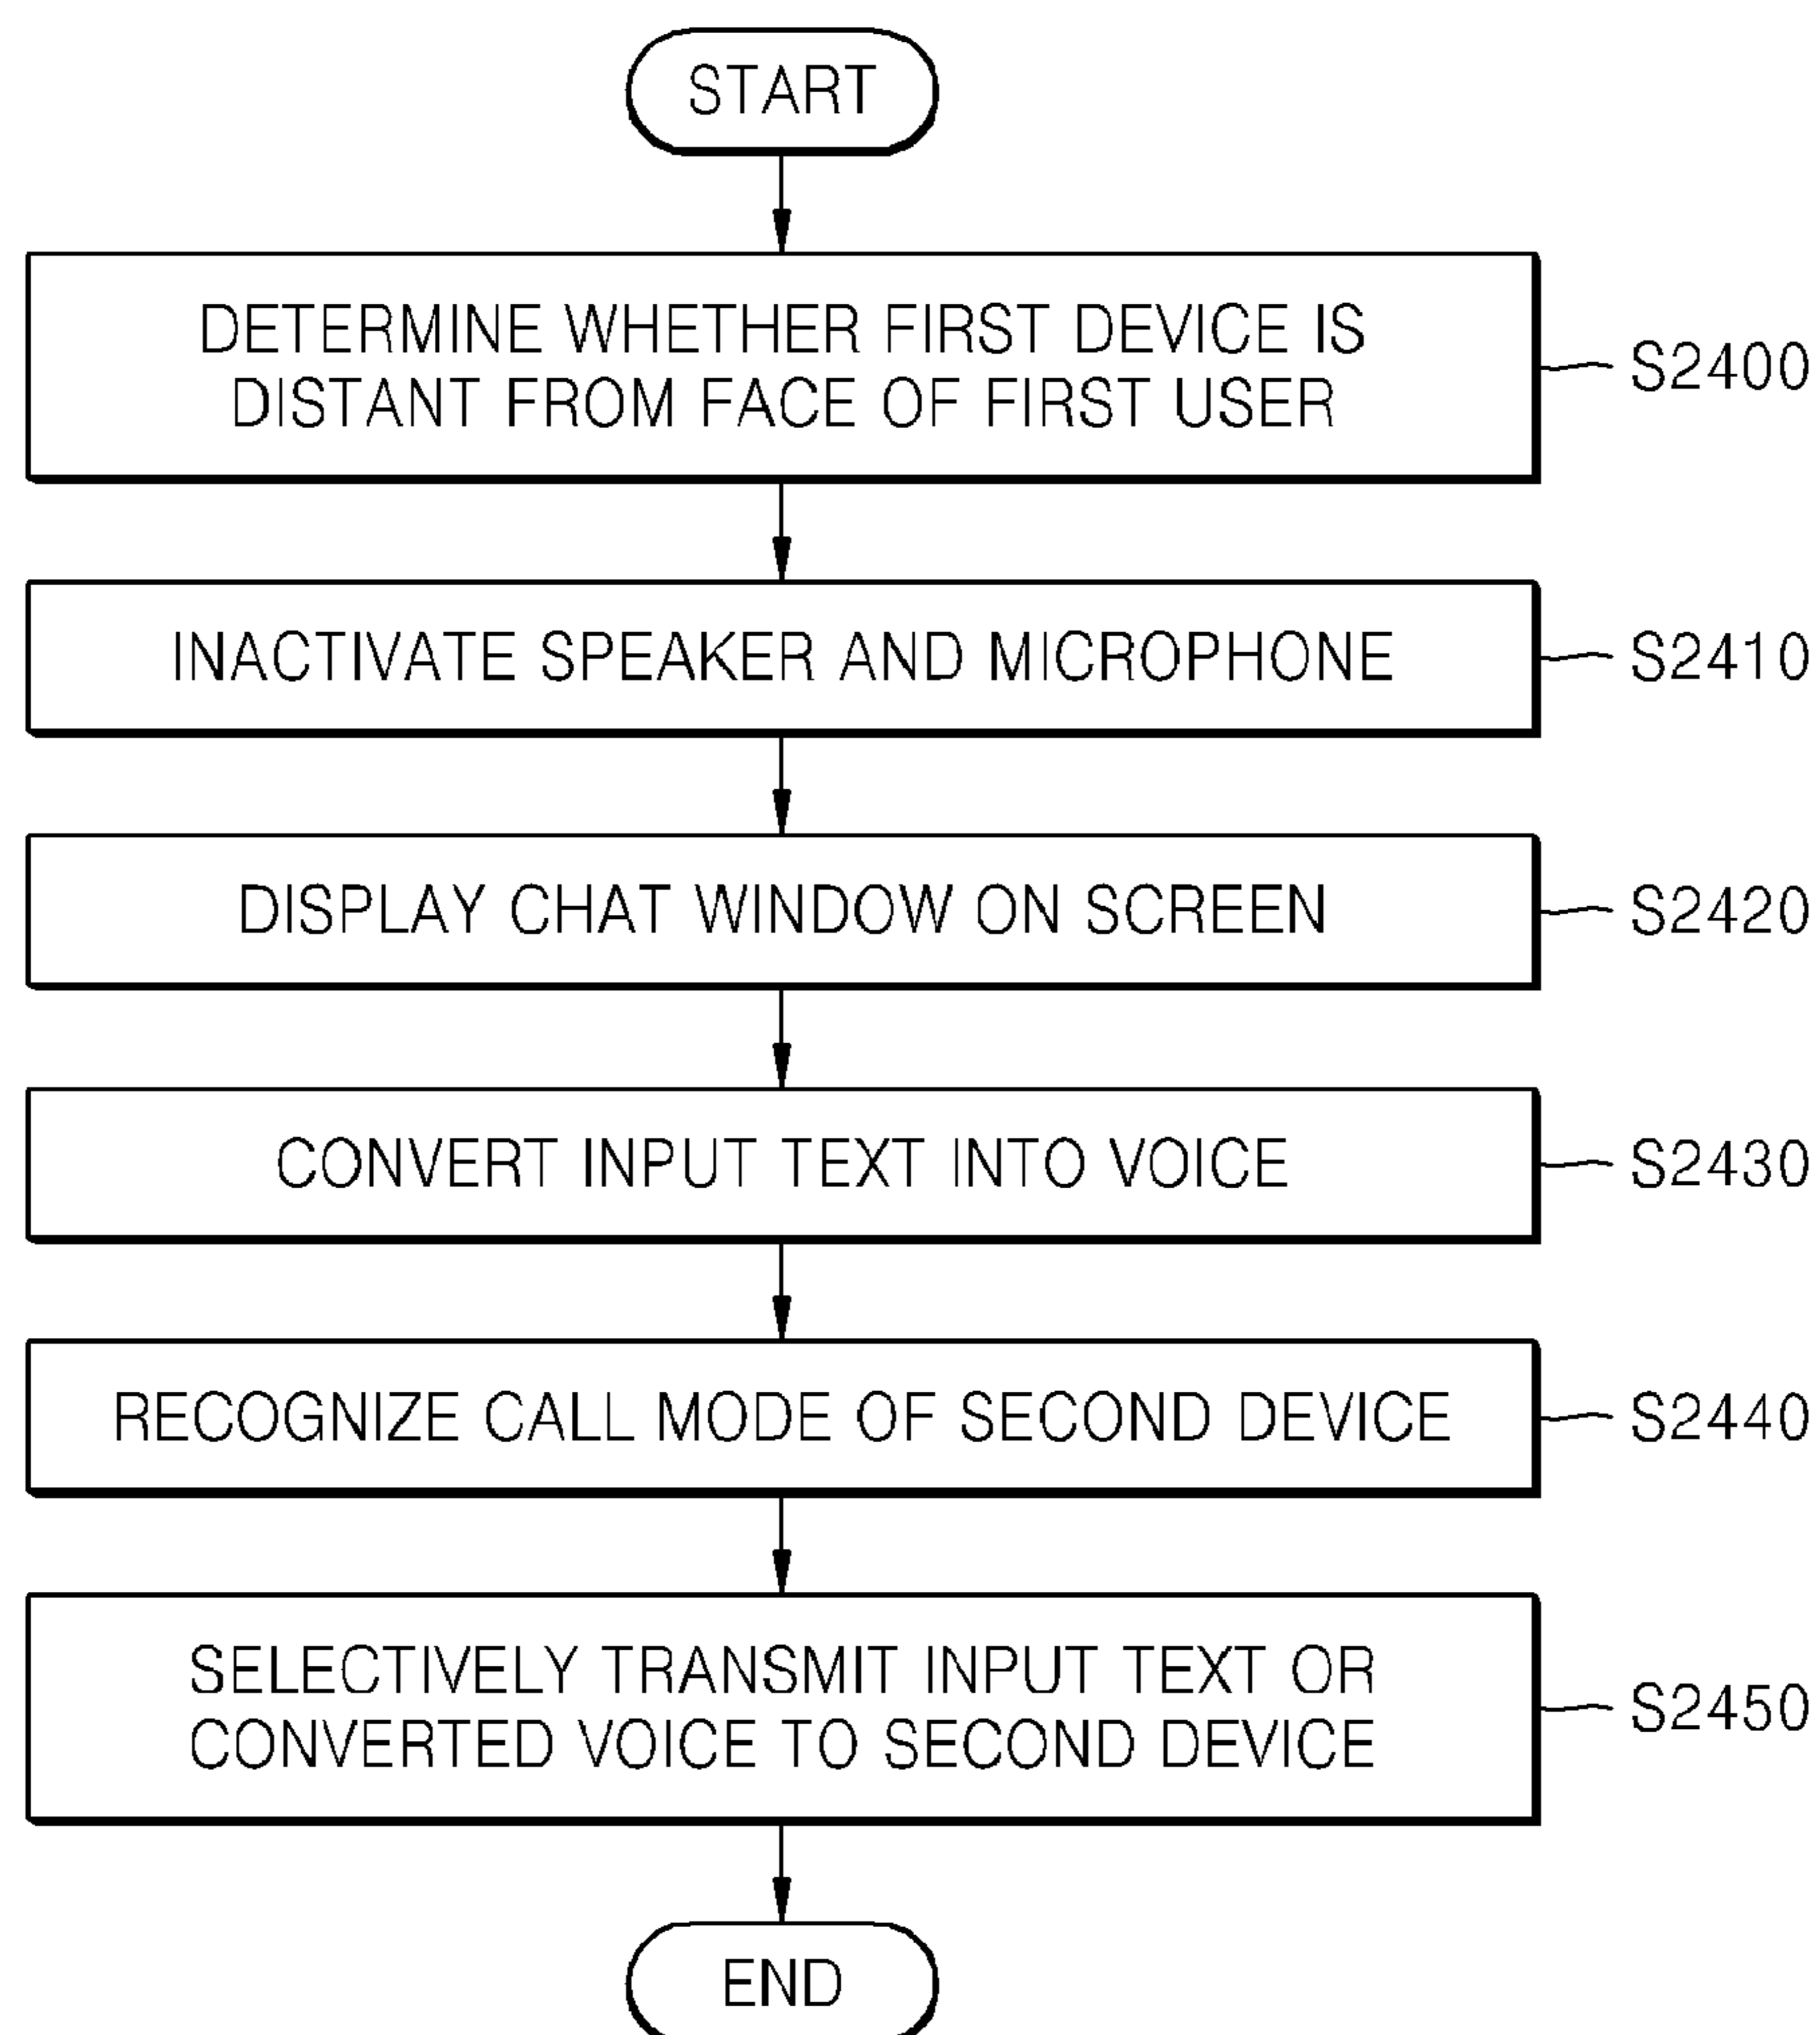 START
DETERMINE WHETHER FIRST DEVICE IS
DISTANT FROM FACE OF FIRST USER
S2400
INACTIVATE SPEAKER AND MICROPHONE
S2410
DISPLAY CHAT WINDOW ON SCREEN
S2420
CONVERT INPUT TEXT INTO VOICE
S2430
RECOGNIZE CALL MODE OF SECOND DEVICE
S2440
SELECTIVELY TRANSMIT INPUT TEXT OR
CONVERTED VOICE TO SECOND DEVICE
S2450
END